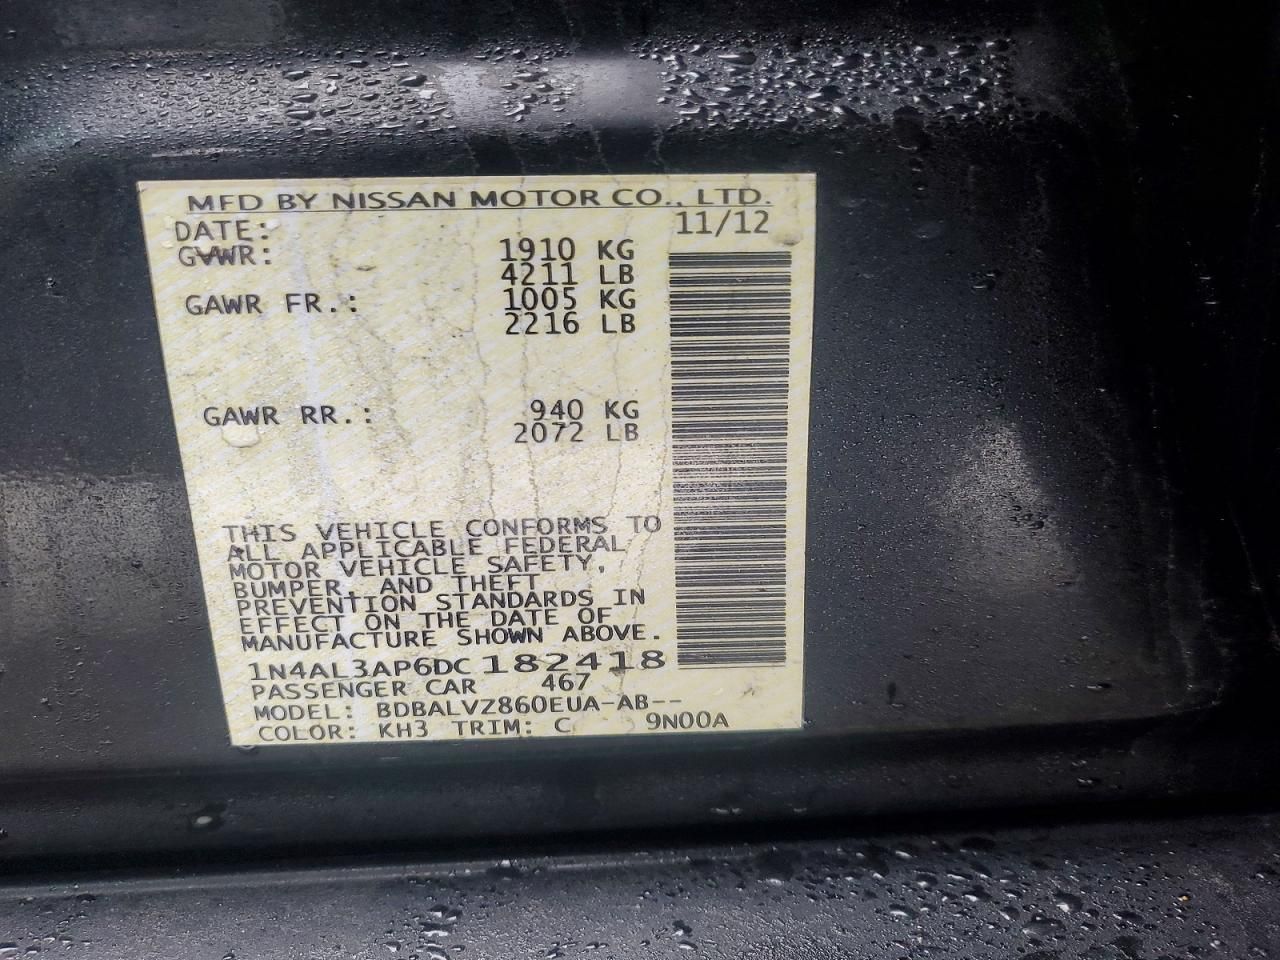 MFD BY NISSAN MOTOR CO., LTD.
DATE: 11/12
GVWR: 1910 KG
4211 LB
GAWR FR.: 1005 KG
2216 LB
GAWR RR.: 940 KG
2072 LB
THIS VEHICLE CONFORMS TO
ALL APPLICABLE FEDERAL
MOTOR VEHICLE SAFETY,
BUMPER, AND THEFT
PREVENTION STANDARDS IN
EFFECT ON THE DATE OF
MANUFACTURE SHOWN ABOVE.
1N4AL3AP6DC182418
PASSENGER CAR 467
MODEL: BDBALVZ860EUA-AB--
COLOR: KH3 TRIM: C 9N00A